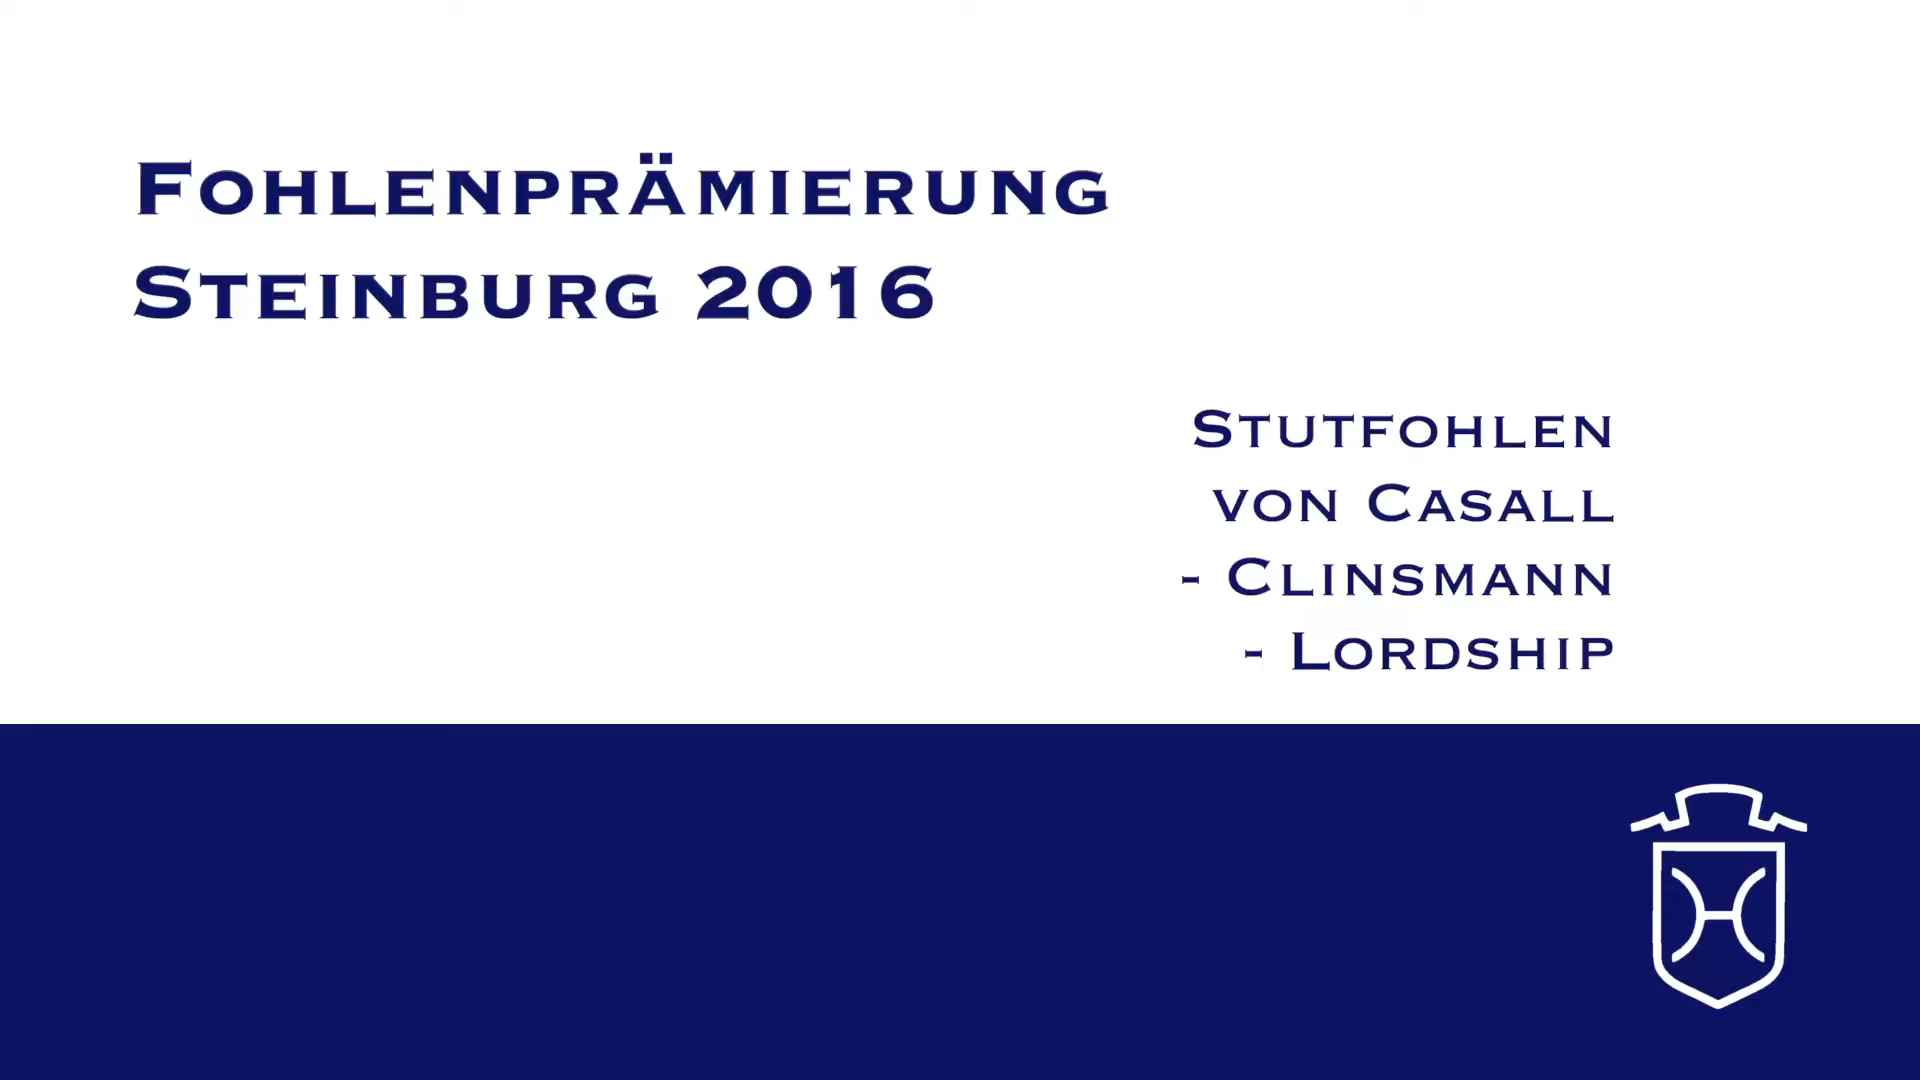 Fohlenprämierung
Steinburg 2016
Stutfohlen
von Casall
- Clinsmann
- Lordship